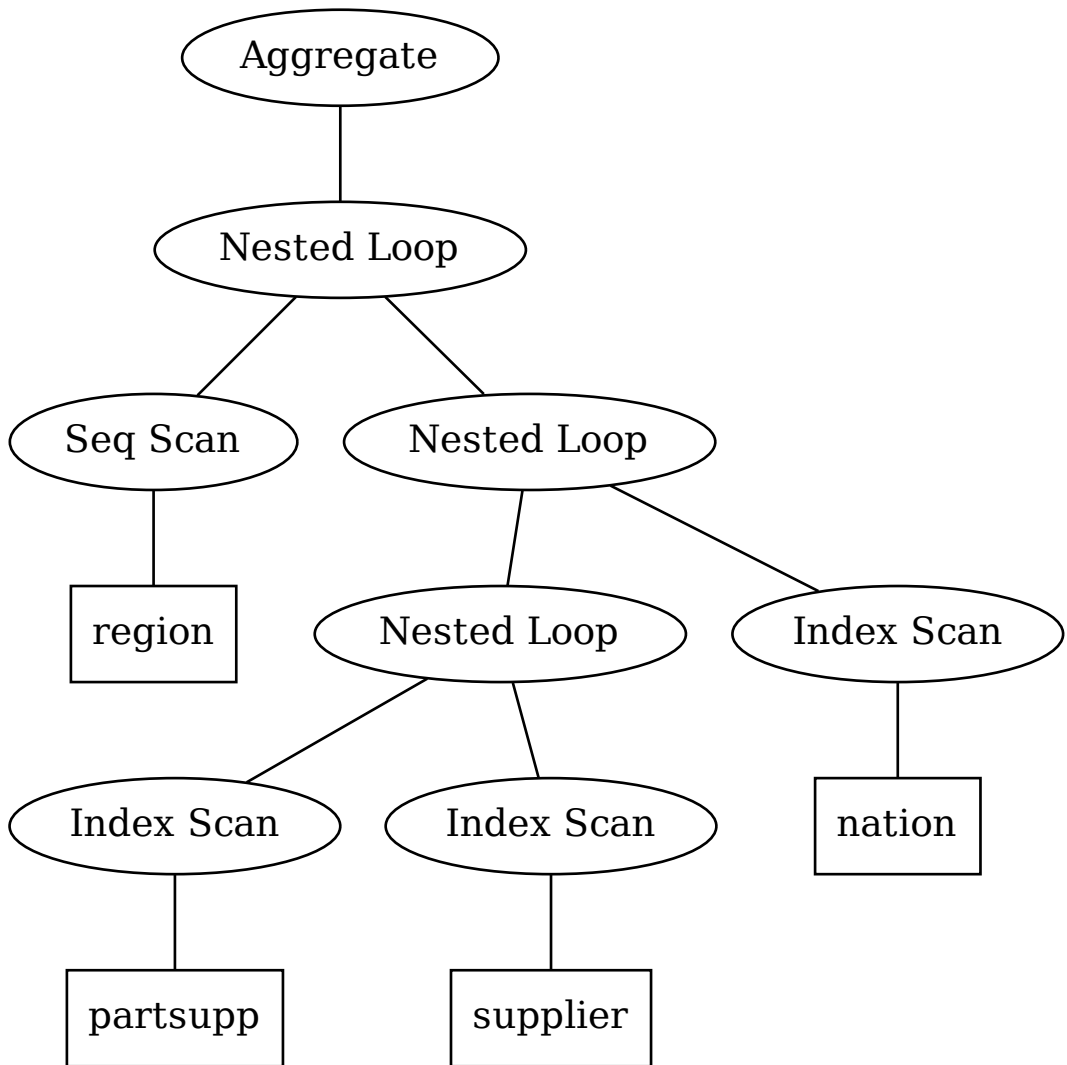 Aggregate
Nested Loop
Seq Scan
Nested Loop
region
Nested Loop
Index Scan
Index Scan
Index Scan
nation
partsupp
supplier